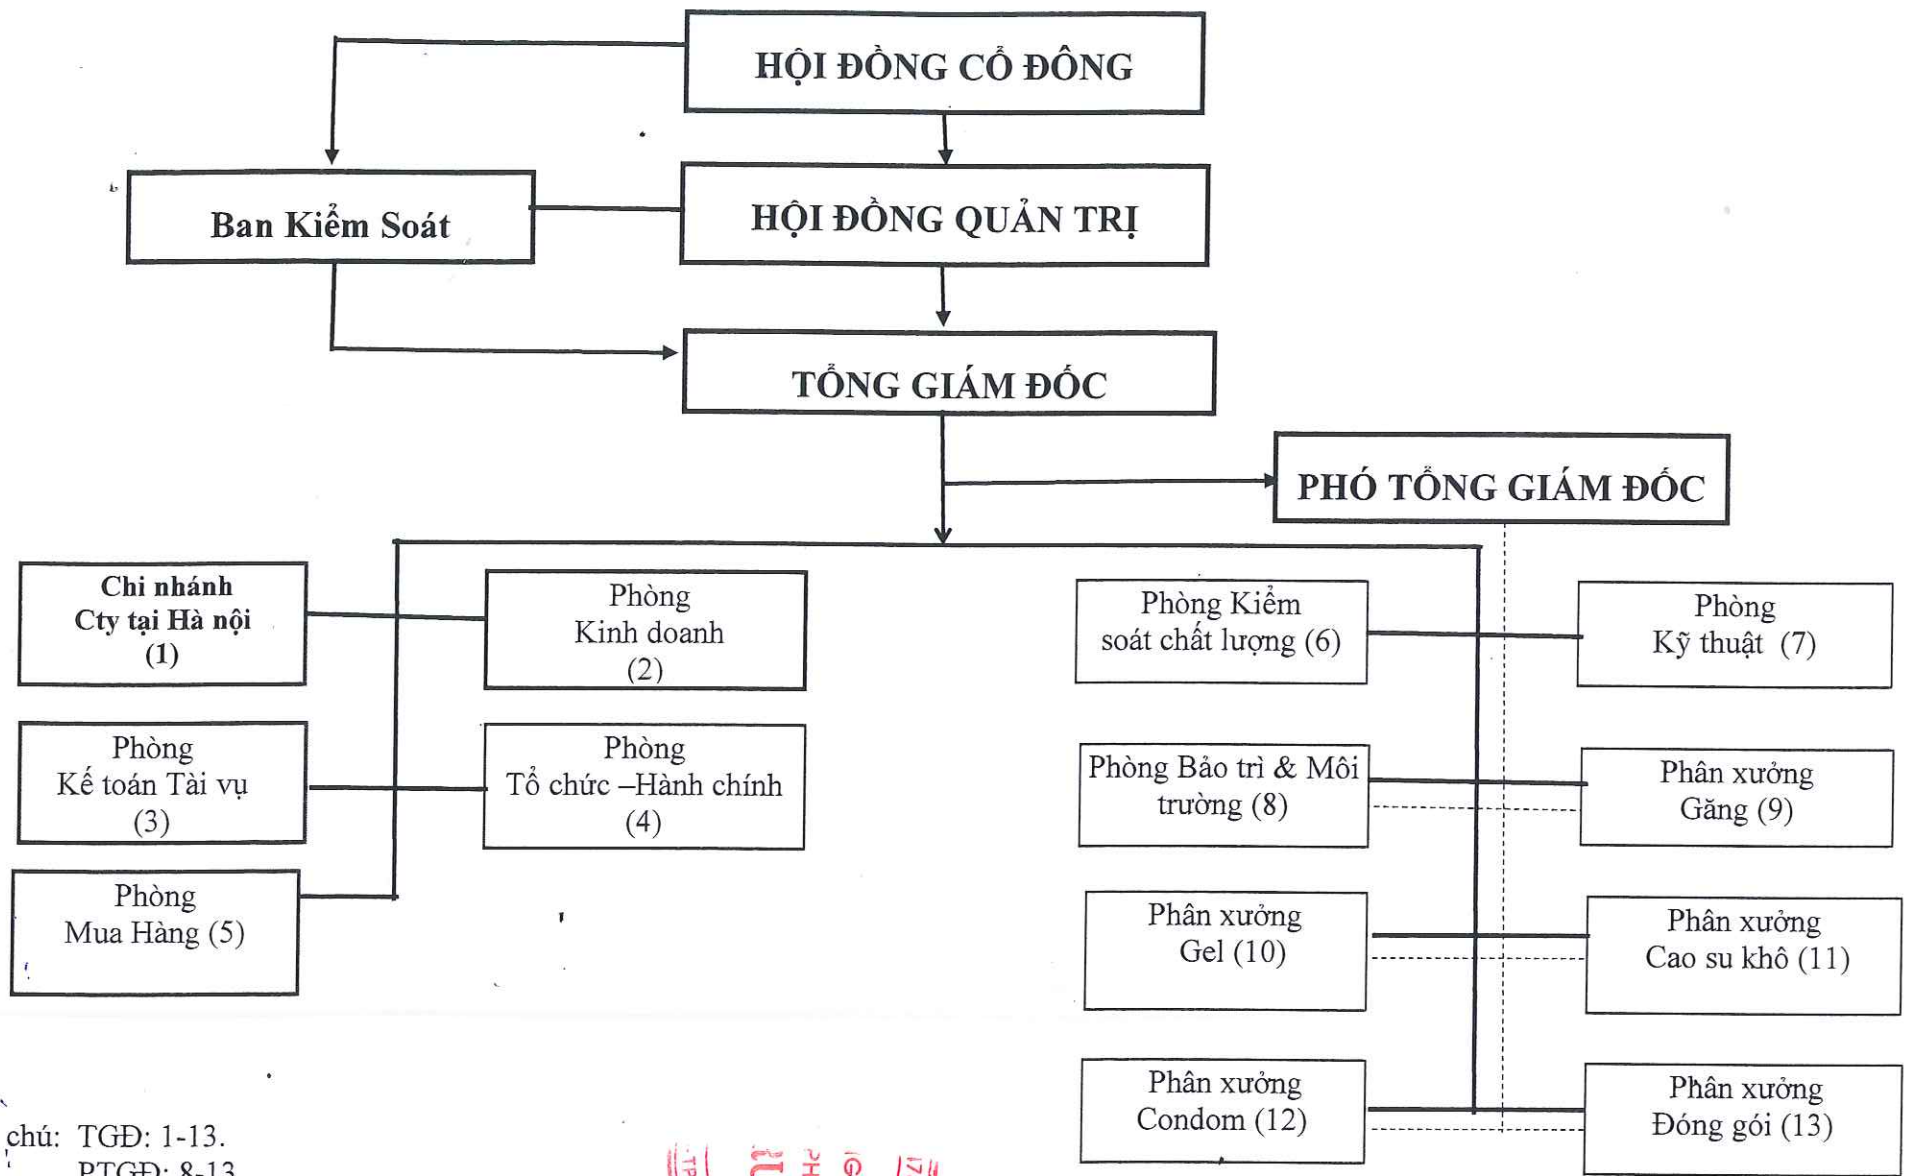 HỘI ĐỒNG CỔ ĐÔNG
Ban Kiểm Soát
HỘI ĐỒNG QUẢN TRỊ
TỔNG GIÁM ĐỐC
PHÓ TỔNG GIÁM ĐỐC
Chi nhánh
Cty tại Hà nội
(1)
Phòng
Kinh doanh
(2)
Phòng Kiểm
soát chất lượng (6)
Phòng
Kỹ thuật (7)
Phòng
Kế toán Tài vụ
(3)
Phòng
Tổ chức –Hành chính
(4)
Phòng Bảo trì & Môi
trường (8)
Phân xưởng
Găng (9)
Phòng
Mua Hàng (5)
Phân xưởng
Gel (10)
Phân xưởng
Cao su khô (11)
Phân xưởng
Condom (12)
Phân xưởng
Đóng gói (13)
chú: TGĐ: 1-13.
PTGĐ: 8-13